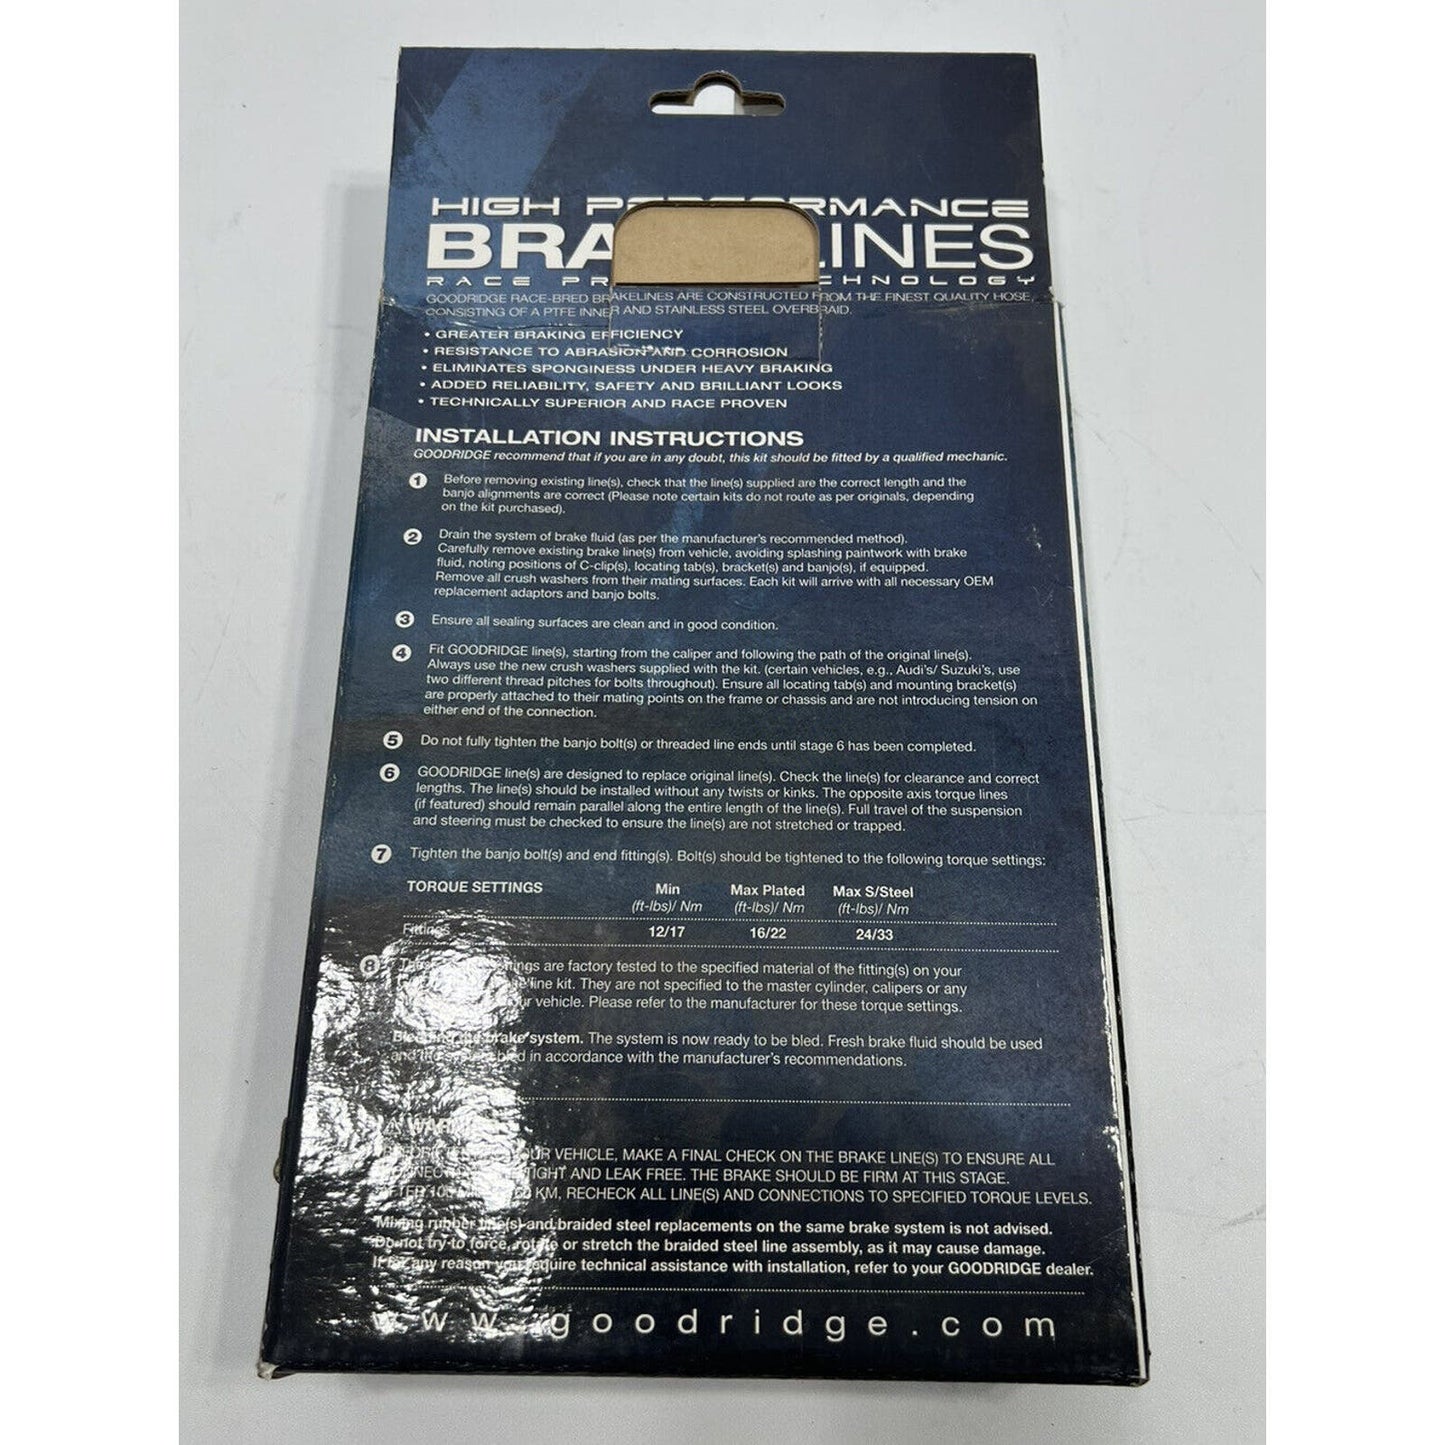 HIGH PERFORMANCE
BRA INES
RACE PR CHNOLOGY
GOODRIDGE RACE-BRED BRAKELINES ARE CONSTRUCTED FROM THE FINEST QUALITY HOSE,
CONSISTING OF A PTFE INNER AND STAINLESS STEEL OVERBRAID.
• GREATER BRAKING EFFICIENCY
• RESISTANCE TO ABRASION AND CORROSION
• ELIMINATES SPONGINESS UNDER HEAVY BRAKING
• ADDED RELIABILITY, SAFETY AND BRILLIANT LOOKS
• TECHNICALLY SUPERIOR AND RACE PROVEN
INSTALLATION INSTRUCTIONS
GOODRIDGE recommend that if you are in any doubt, this kit should be fitted by a qualified mechanic.
1 Before removing existing line(s), check that the line(s) supplied are the correct length and the
banjo alignments are correct (Please note certain kits do not route as per originals, depending
on the kit purchased).
2 Drain the system of brake fluid (as per the manufacturer's recommended method).
Carefully remove existing brake line(s) from vehicle, avoiding splashing paintwork with brake
fluid, noting positions of C-clip(s), locating tab(s), bracket(s) and banjo(s), if equipped.
Remove all crush washers from their mating surfaces. Each kit will arrive with all necessary OEM
replacement adaptors and banjo bolts.
3 Ensure all sealing surfaces are clean and in good condition.
4 Fit GOODRIDGE line(s), starting from the caliper and following the path of the original line(s).
Always use the new crush washers supplied with the kit. (certain vehicles, e.g., Audi's/ Suzuki's, use
two different thread pitches for bolts throughout). Ensure all locating tab(s) and mounting bracket(s)
are properly attached to their mating points on the frame or chassis and are not introducing tension on
either end of the connection.
5 Do not fully tighten the banjo bolt(s) or threaded line ends until stage 6 has been completed.
6 GOODRIDGE line(s) are designed to replace original line(s). Check the line(s) for clearance and correct
lengths. The line(s) should be installed without any twists or kinks. The opposite axis torque lines
(if featured) should remain parallel along the entire length of the line(s). Full travel of the suspension
and steering must be checked to ensure the line(s) are not stretched or trapped.
7 Tighten the banjo bolt(s) and end fitting(s). Bolt(s) should be tightened to the following torque settings:
TORQUE SETTINGS Min Max Plated Max S/Steel
(ft-lbs)/ Nm (ft-lbs)/ Nm (ft-lbs)/ Nm
Fittings 12/17 16/22 24/33
8 are factory tested to the specified material of the fitting(s) on your
line kit. They are not specified to the master cylinder, calipers or any
vehicle. Please refer to the manufacturer for these torque settings.
Bleeding the brake system. The system is now ready to be bled. Fresh brake fluid should be used
and the system bled in accordance with the manufacturer's recommendations.
WARNING
YOUR VEHICLE, MAKE A FINAL CHECK ON THE BRAKE LINE(S) TO ENSURE ALL
TIGHT AND LEAK FREE. THE BRAKE SHOULD BE FIRM AT THIS STAGE.
AFTER KM, RECHECK ALL LINE(S) AND CONNECTIONS TO SPECIFIED TORQUE LEVELS.
Mixing rubber line(s) and braided steel replacements on the same brake system is not advised.
Do not try to force, rotate or stretch the braided steel line assembly, as it may cause damage.
If for any reason you require technical assistance with installation, refer to your GOODRIDGE dealer.
www.goodridge.com